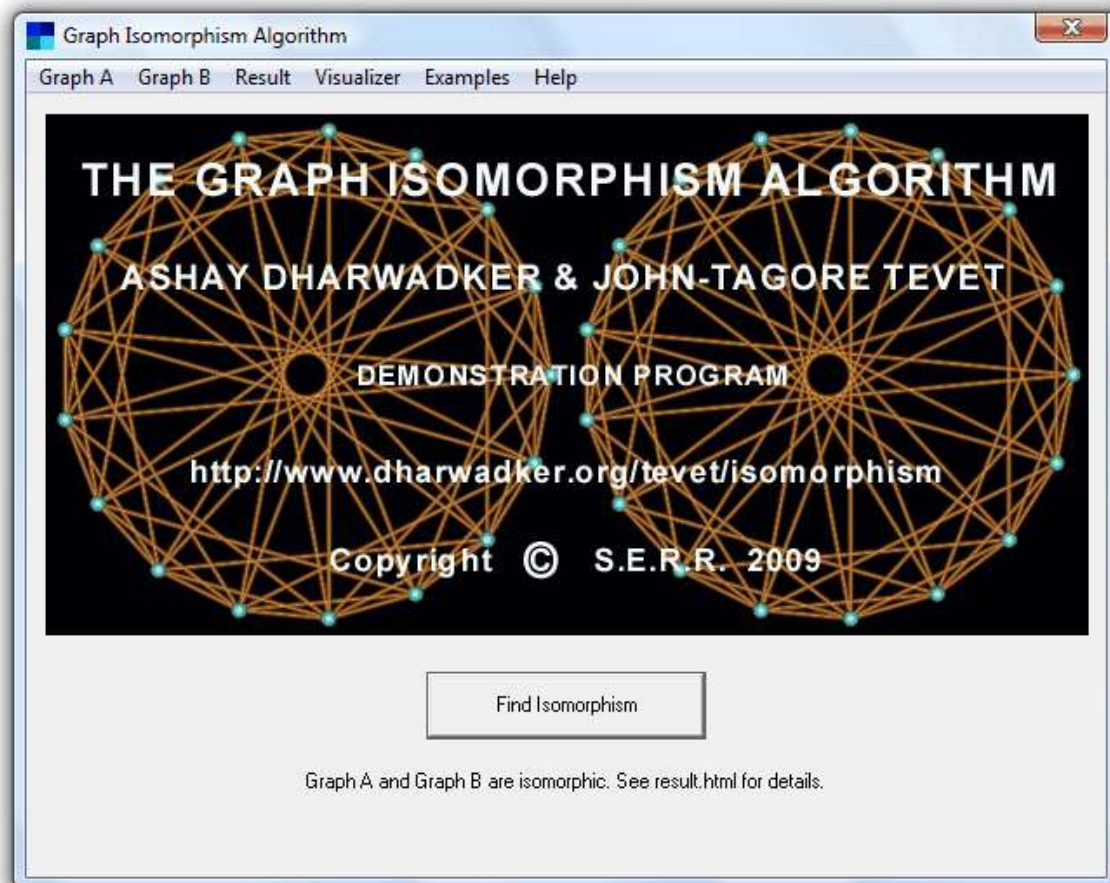 Graph Isomorphism Algorithm
Graph A Graph B Result Visualizer Examples Help
THE GRAPH ISOMORPHISM ALGORITHM
ASHAY DHARWADKER & JOHN-TAGORE TEVET
DEMONSTRATION PROGRAM
http://www.dharwadker.org/tevet/isomorphism
Copyright © S.E.R.R. 2009
Find Isomorphism
Graph A and Graph B are isomorphic. See result.html for details.